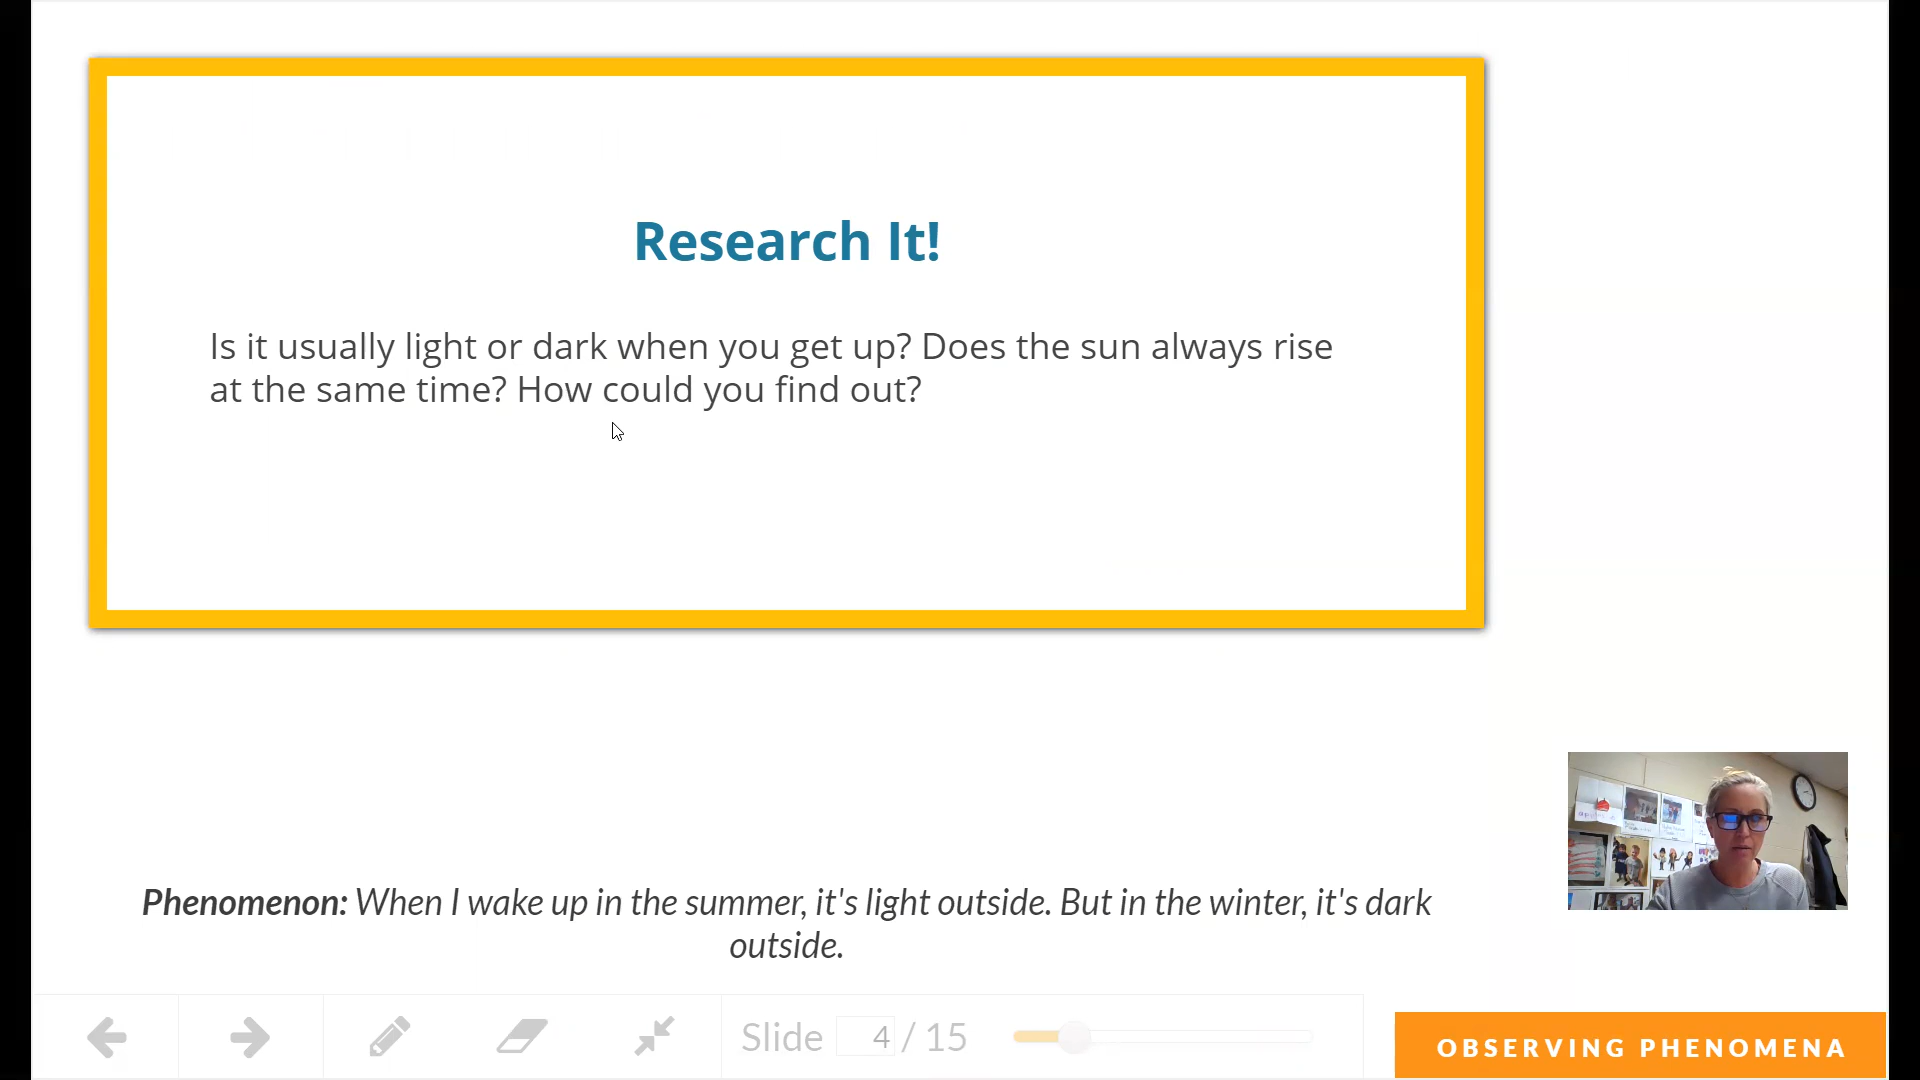 Research It!
Is it usually light or dark when you get up? Does the sun always rise
at the same time? How could you find out?
Phenomenon: When I wake up in the summer, it's light outside. But in the winter, it's dark
outside.
Slide 4 / 15
OBSERVING PHENOMENA